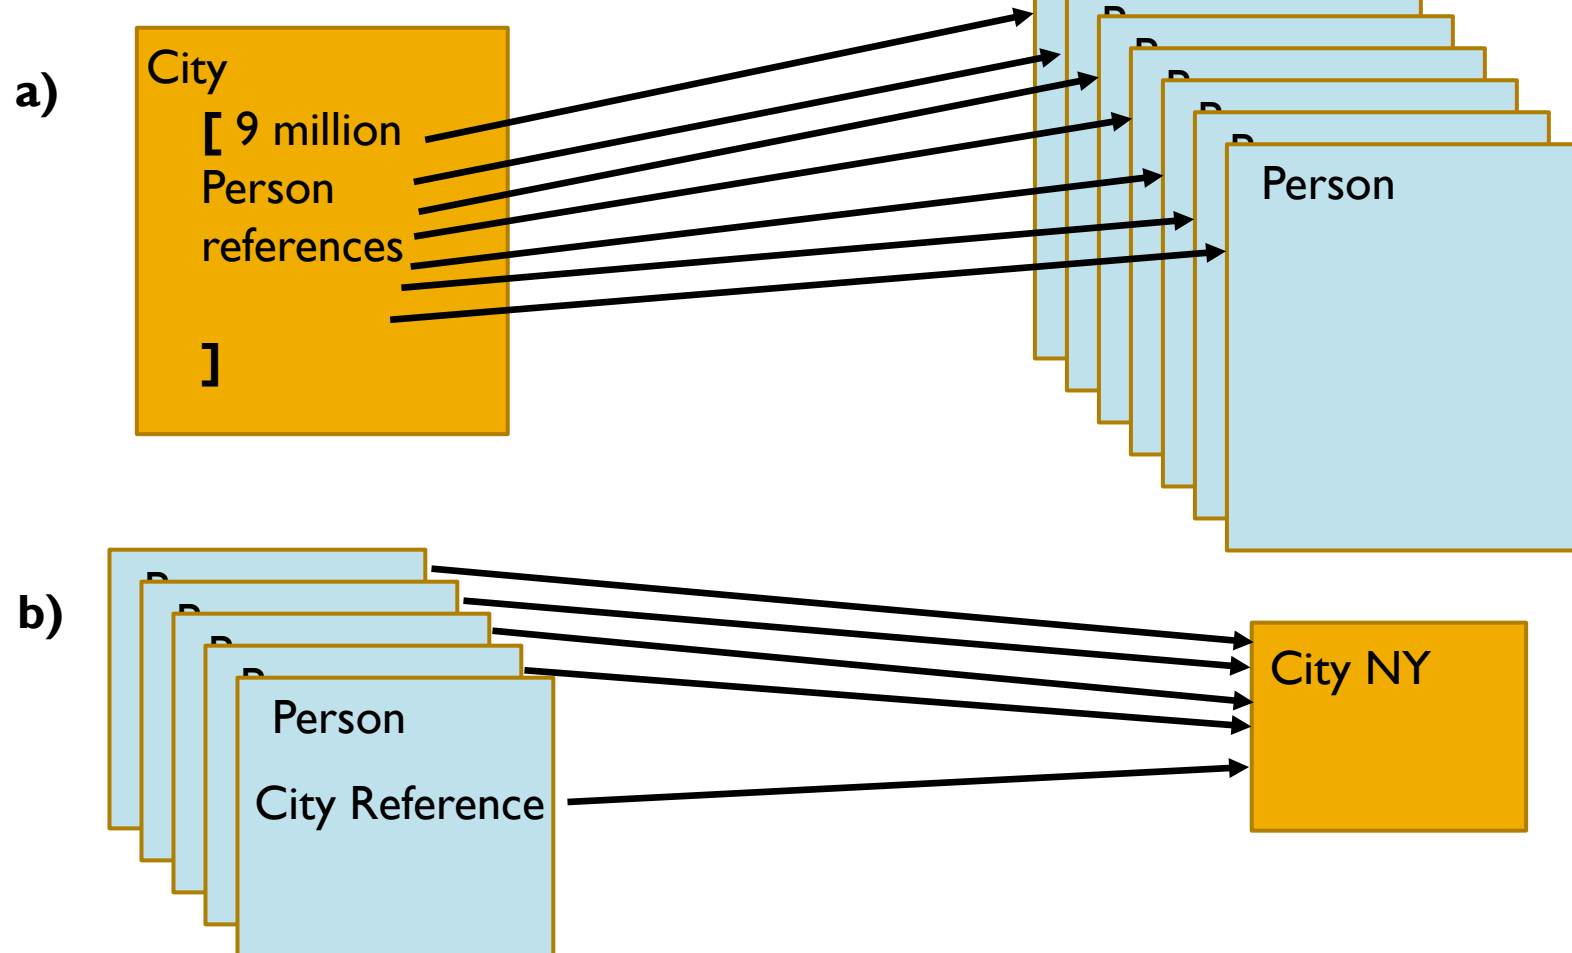 a)
City
[ 9 million
Person
references
]
Person
b)
Person
City Reference
City NY